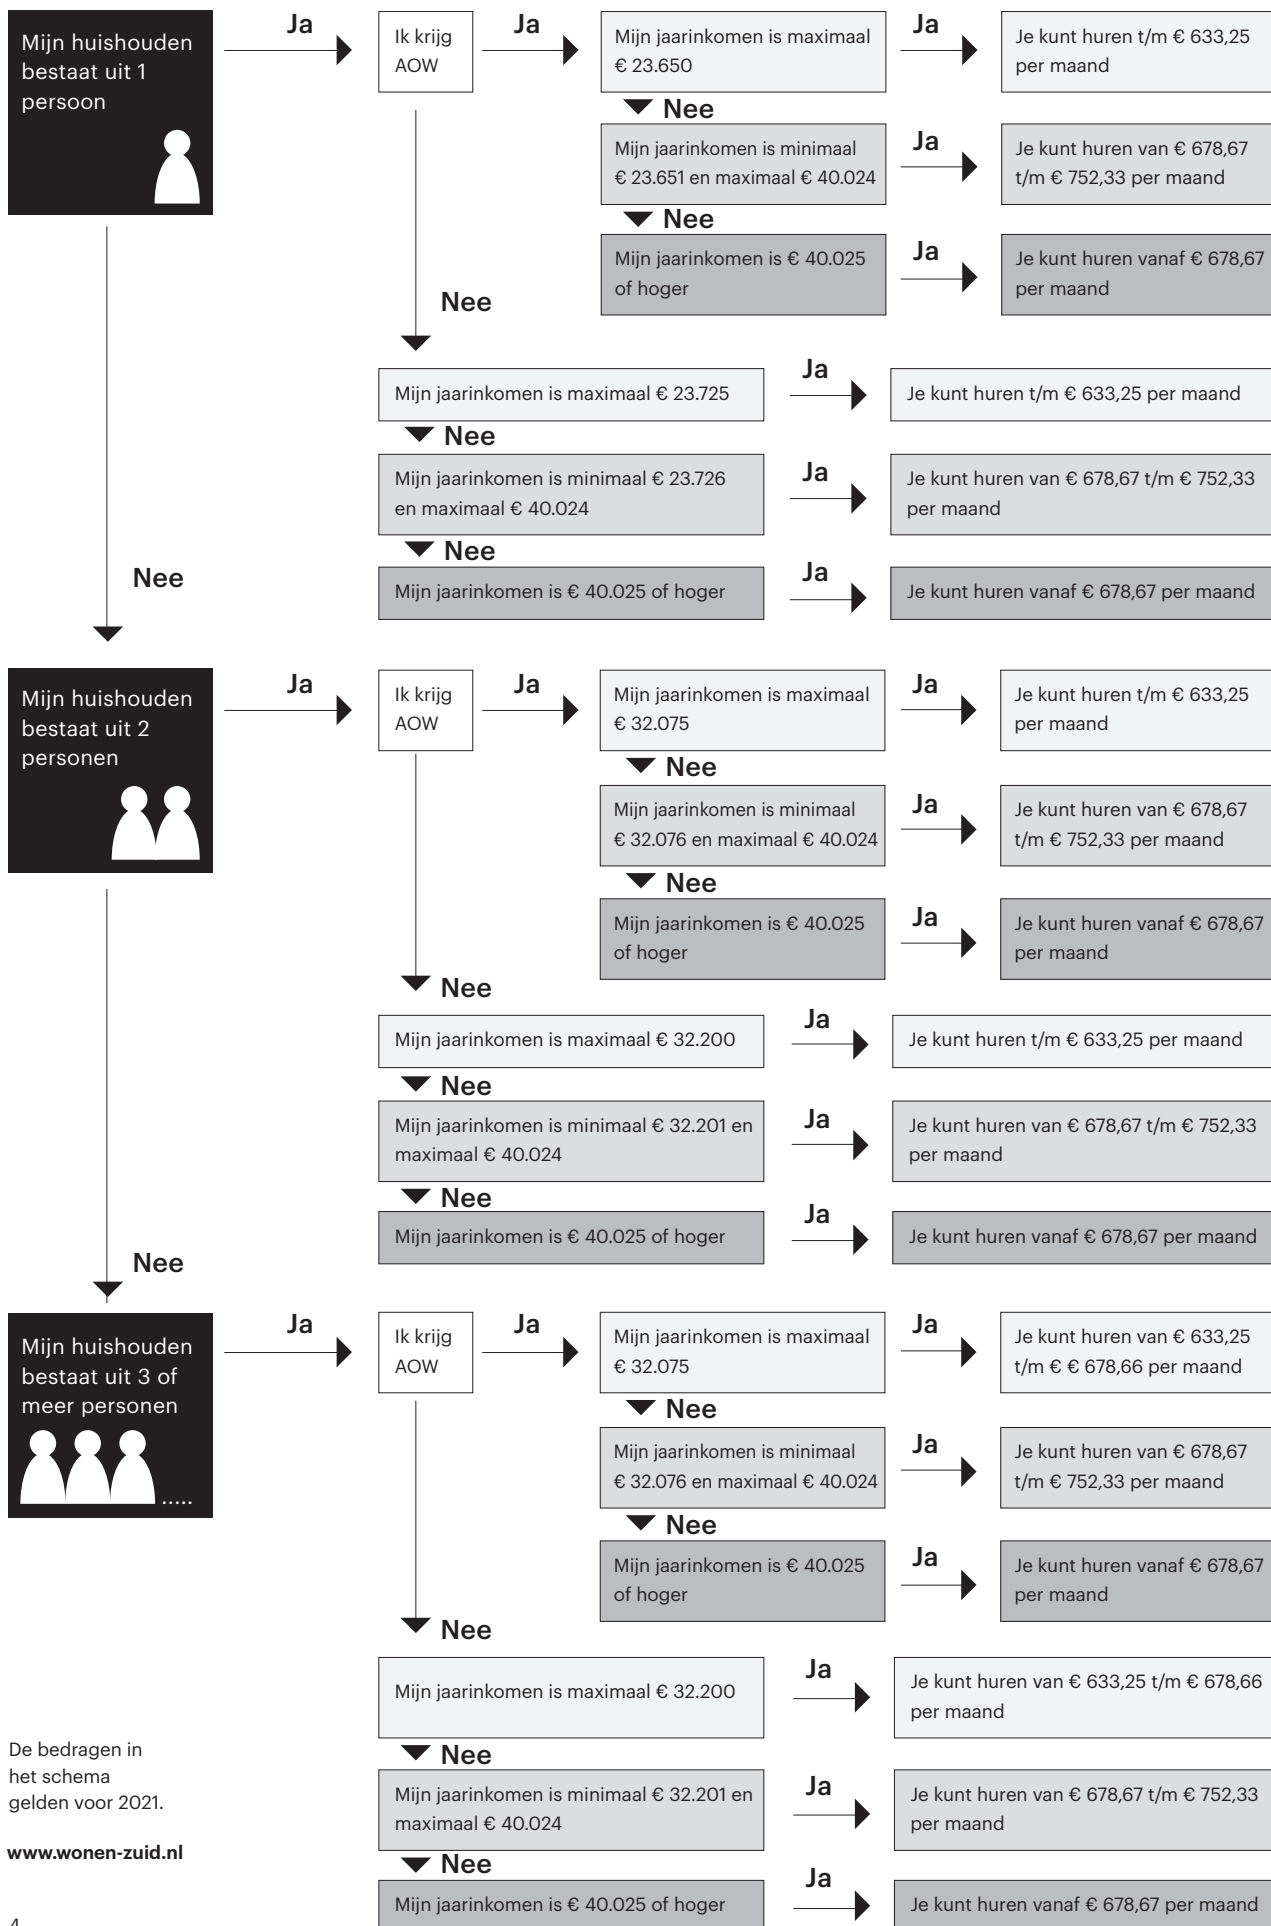 Mijn huishouden
bestaat uit 1
persoon
Ja
Ik krijg
AOW
Ja
Mijn jaarinkomen is maximaal
€ 23.650
Ja
Je kunt huren t/m € 633,25
per maand
Nee
Mijn jaarinkomen is minimaal
€ 23.651 en maximaal € 40.024
Ja
Je kunt huren van € 678,67
t/m € 752,33 per maand
Nee
Mijn jaarinkomen is € 40.025
of hoger
Ja
Je kunt huren vanaf € 678,67
per maand
Nee
Mijn jaarinkomen is maximaal € 23.725
Ja
Je kunt huren t/m € 633,25 per maand
Nee
Mijn jaarinkomen is minimaal € 23.726
en maximaal € 40.024
Ja
Je kunt huren van € 678,67 t/m € 752,33
per maand
Nee
Mijn jaarinkomen is € 40.025 of hoger
Ja
Je kunt huren vanaf € 678,67 per maand
Nee
Mijn huishouden
bestaat uit 2
personen
Ja
Ik krijg
AOW
Ja
Mijn jaarinkomen is maximaal
€ 32.075
Ja
Je kunt huren t/m € 633,25
per maand
Nee
Mijn jaarinkomen is minimaal
€ 32.076 en maximaal € 40.024
Ja
Je kunt huren van € 678,67
t/m € 752,33 per maand
Nee
Mijn jaarinkomen is € 40.025
of hoger
Ja
Je kunt huren vanaf € 678,67
per maand
Nee
Mijn jaarinkomen is maximaal € 32.200
Ja
Je kunt huren t/m € 633,25 per maand
Nee
Mijn jaarinkomen is minimaal € 32.201 en
maximaal € 40.024
Ja
Je kunt huren van € 678,67 t/m € 752,33
per maand
Nee
Mijn jaarinkomen is € 40.025 of hoger
Ja
Je kunt huren vanaf € 678,67 per maand
Nee
Mijn huishouden
bestaat uit 3 of
meer personen
.....
Ja
Ik krijg
AOW
Ja
Mijn jaarinkomen is maximaal
€ 32.075
Ja
Je kunt huren van € 633,25
t/m € € 678,66 per maand
Nee
Mijn jaarinkomen is minimaal
€ 32.076 en maximaal € 40.024
Ja
Je kunt huren van € 678,67
t/m € 752,33 per maand
Nee
Mijn jaarinkomen is € 40.025
of hoger
Ja
Je kunt huren vanaf € 678,67
per maand
Nee
Mijn jaarinkomen is maximaal € 32.200
Ja
Je kunt huren van € 633,25 t/m € 678,66
per maand
Nee
Mijn jaarinkomen is minimaal € 32.201 en
maximaal € 40.024
Ja
Je kunt huren van € 678,67 t/m € 752,33
per maand
Nee
Mijn jaarinkomen is € 40.025 of hoger
Ja
Je kunt huren vanaf € 678,67 per maand
De bedragen in
het schema
gelden voor 2021.
www.wonen-zuid.nl
4